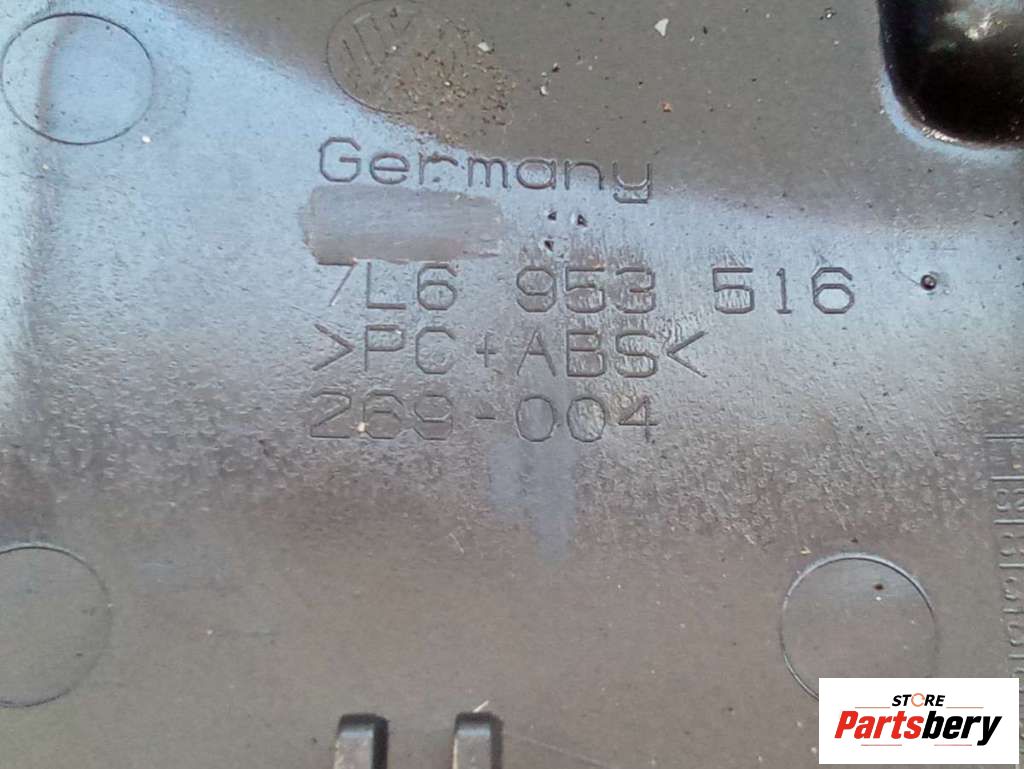 Germany
7L6 953 516
>PC+ABS<
269-004
STORE
Partsbery